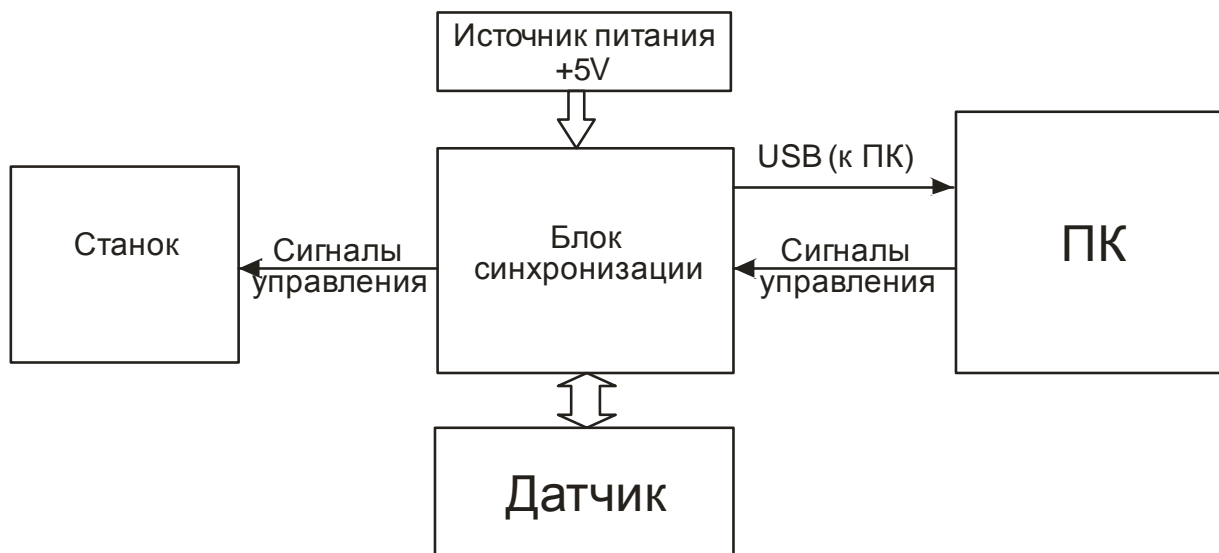 Источник питания
+5V
USB (к ПК)
Станок
Сигналы
управления
Блок
синхронизации
Сигналы
управления
ПК
Датчик